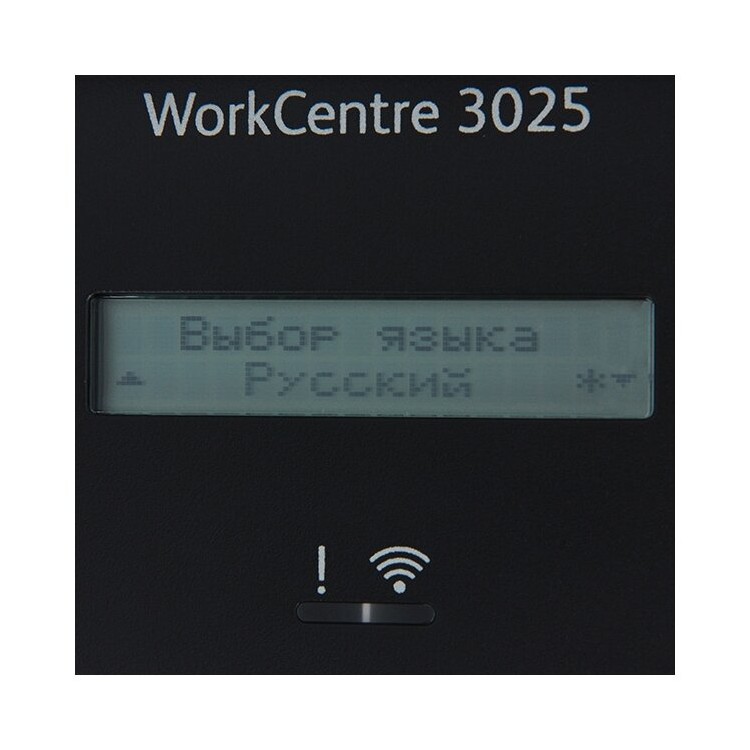 WorkCentre 3025
Выбор языка
Русский *
!